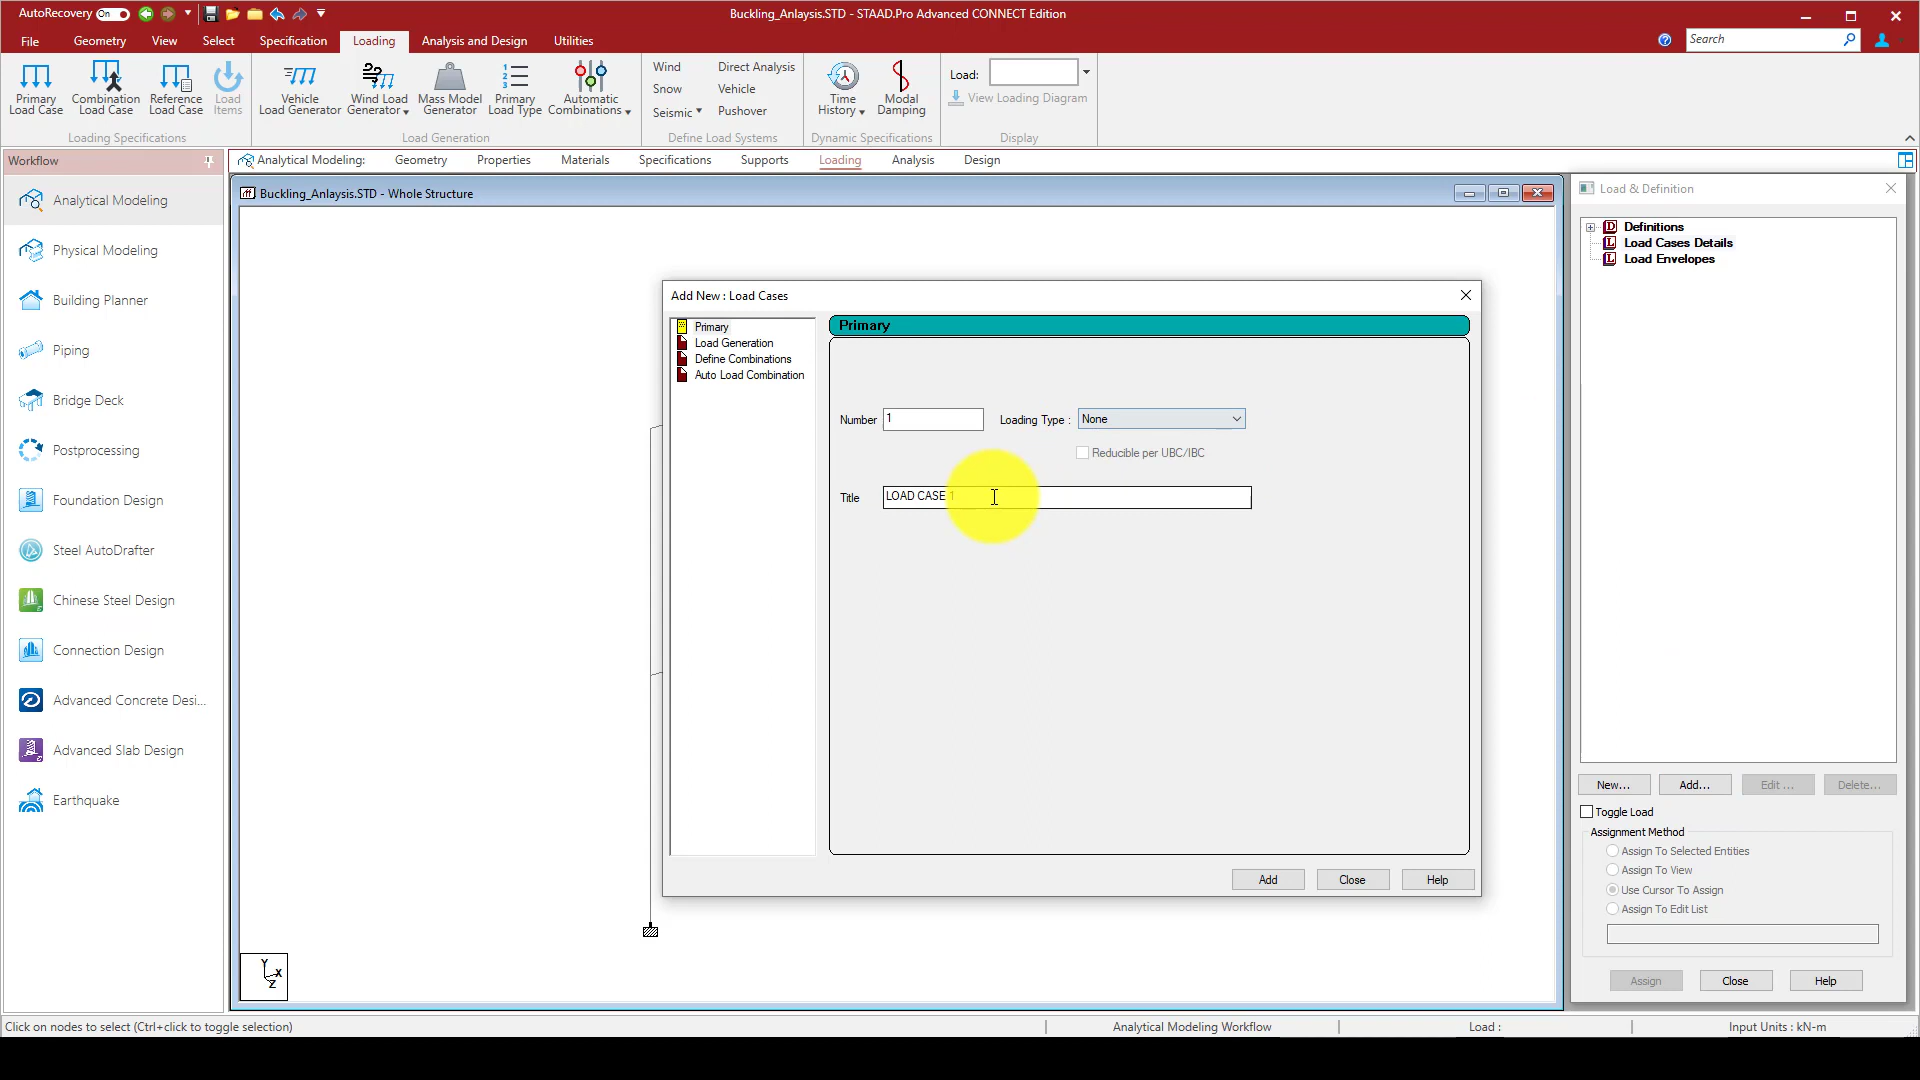 AutoRecovery On
Buckling_Anlaysis.STD - STAAD.Pro Advanced CONNECT Edition
File Geometry View Select Specification Loading Analysis and Design Utilities
Search
Primary Load Case
Combination Load Case
Reference Load Case
Load Items
Loading Specifications
Vehicle Load Generator
Wind Load Generator
Mass Model Generator
Primary Load Type
Automatic Combinations
Load Generation
Wind
Snow
Seismic
Direct Analysis
Vehicle
Pushover
Define Load Systems
Time History
Modal Damping
Dynamic Specifications
Load:
View Loading Diagram
Display
Workflow
Analytical Modeling: Geometry Properties Materials Specifications Supports Loading Analysis Design
Analytical Modeling
Physical Modeling
Building Planner
Piping
Bridge Deck
Postprocessing
Foundation Design
Steel AutoDrafter
Chinese Steel Design
Connection Design
Advanced Concrete Desi...
Advanced Slab Design
Earthquake
Buckling_Anlaysis.STD - Whole Structure
Add New : Load Cases
Primary
Load Generation
Define Combinations
Auto Load Combination
Primary
Number 1 Loading Type : None
Reducible per UBC/IBC
Title LOAD CASE 1
Add Close Help
Y
X
Z
Load & Definition
Definitions
Load Cases Details
Load Envelopes
New... Add... Edit ... Delete...
Toggle Load
Assignment Method
Assign To Selected Entities
Assign To View
Use Cursor To Assign
Assign To Edit List
Assign Close Help
Click on nodes to select (Ctrl+click to toggle selection)
Analytical Modeling Workflow
Load :
Input Units : kN-m